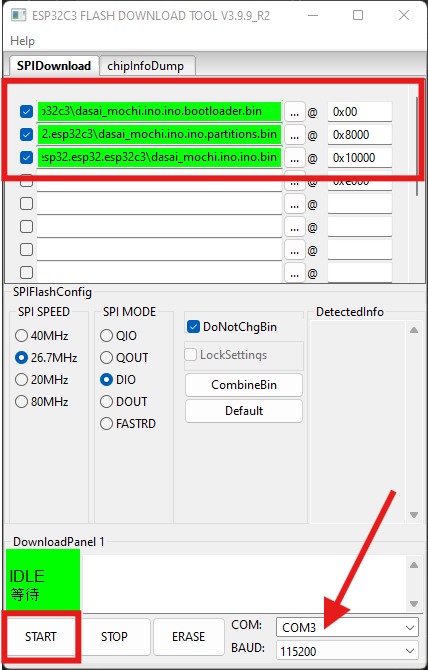 ESP32C3 FLASH DOWNLOAD TOOL V3.9.9_R2
Help
SPIDownload chipInfoDump
o32c3\dasai_mochi.ino.ino.bootloader.bin ... @ 0x00
2.esp32c3\dasai_mochi.ino.ino.partitions.bin ... @ 0x8000
esp32.esp32.esp32c3\dasai_mochi.ino.ino.bin ... @ 0x10000
... @ 0xe000
... @
... @
... @
... @
SPIFlashConfig
SPI SPEED
40MHz
26.7MHz
20MHz
80MHz
SPI MODE
QIO
QOUT
DIO
DOUT
FASTRD
DoNotChgBin
LockSettings
CombineBin
Default
DetectedInfo
DownloadPanel 1
IDLE
等待
START STOP ERASE
COM: COM3
BAUD: 115200